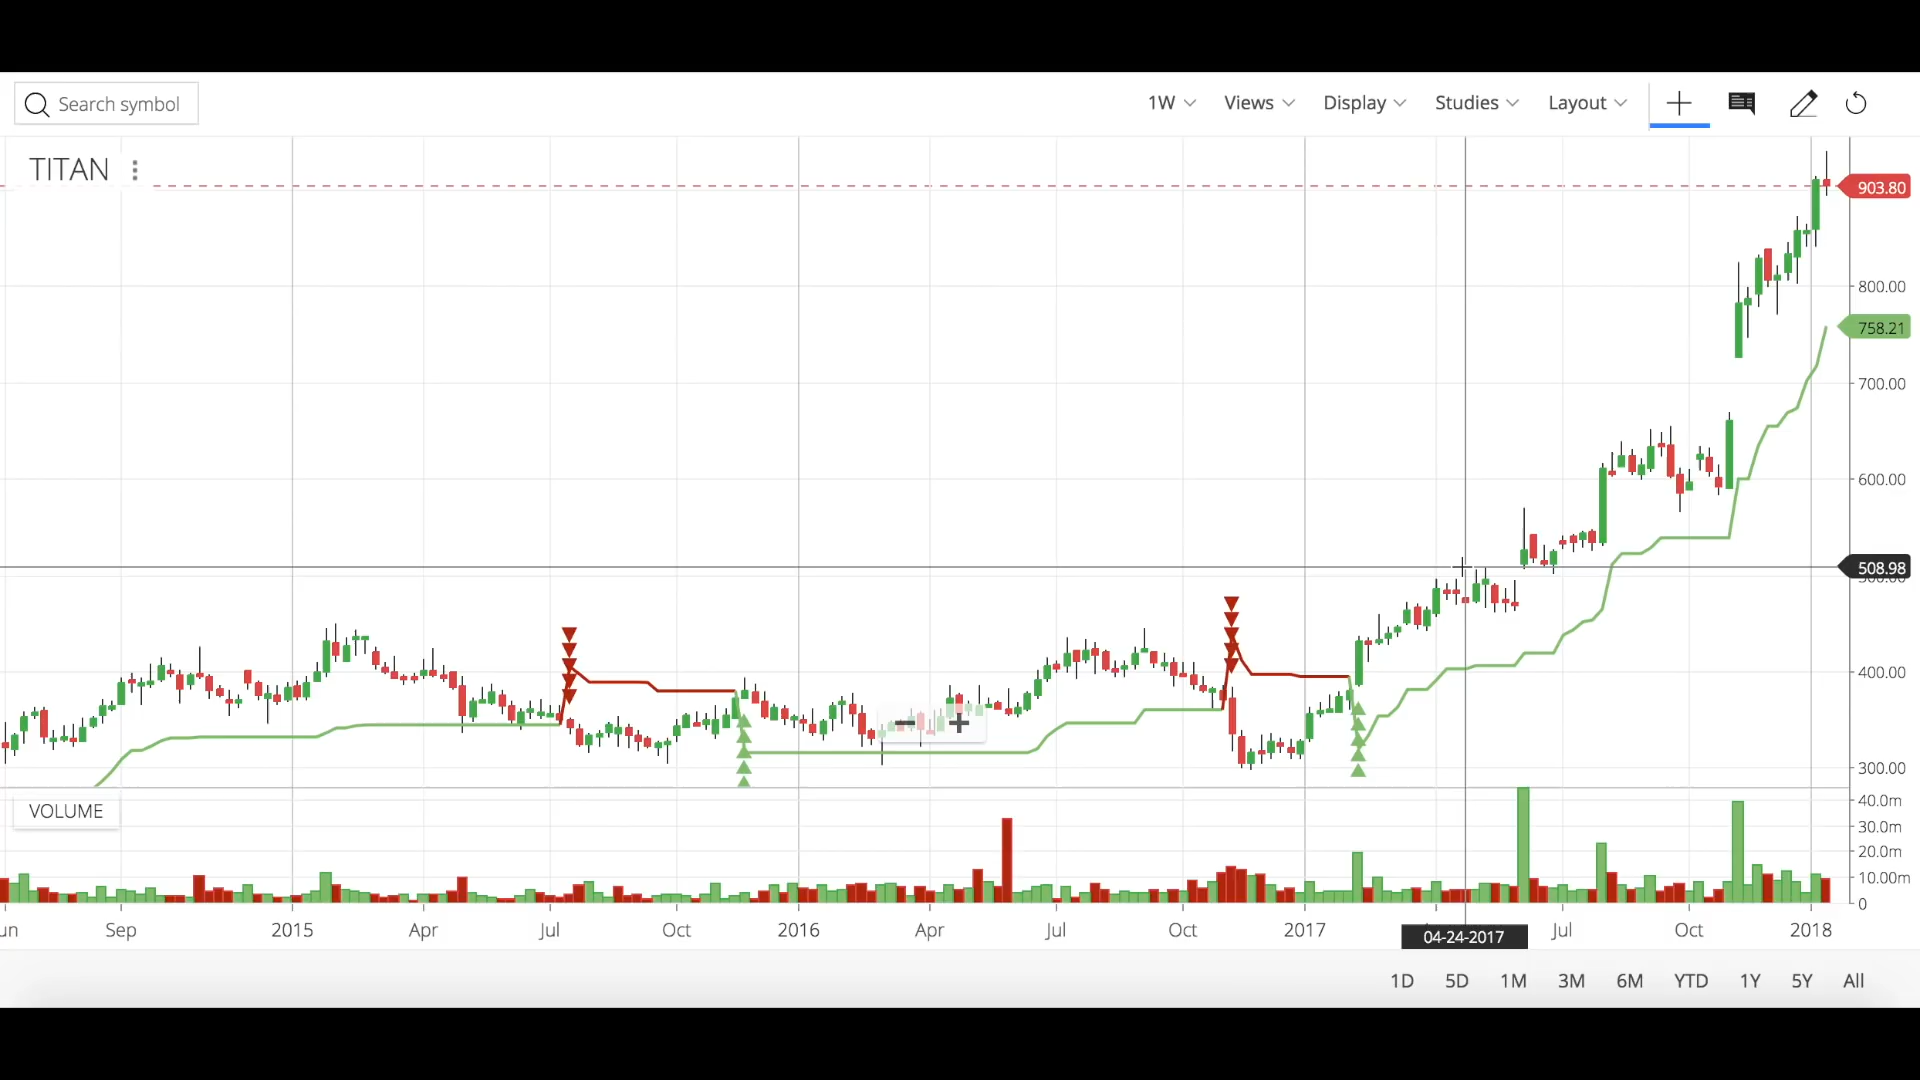 Search symbol
1W Views Display Studies Layout
TITAN
903.80
800.00
758.21
700.00
600.00
508.98
400.00
300.00
VOLUME
40.0m
30.0m
20.0m
10.00m
0
un Sep 2015 Apr Jul Oct 2016 Apr Jul Oct 2017 04-24-2017 Jul Oct 2018
1D 5D 1M 3M 6M YTD 1Y 5Y All